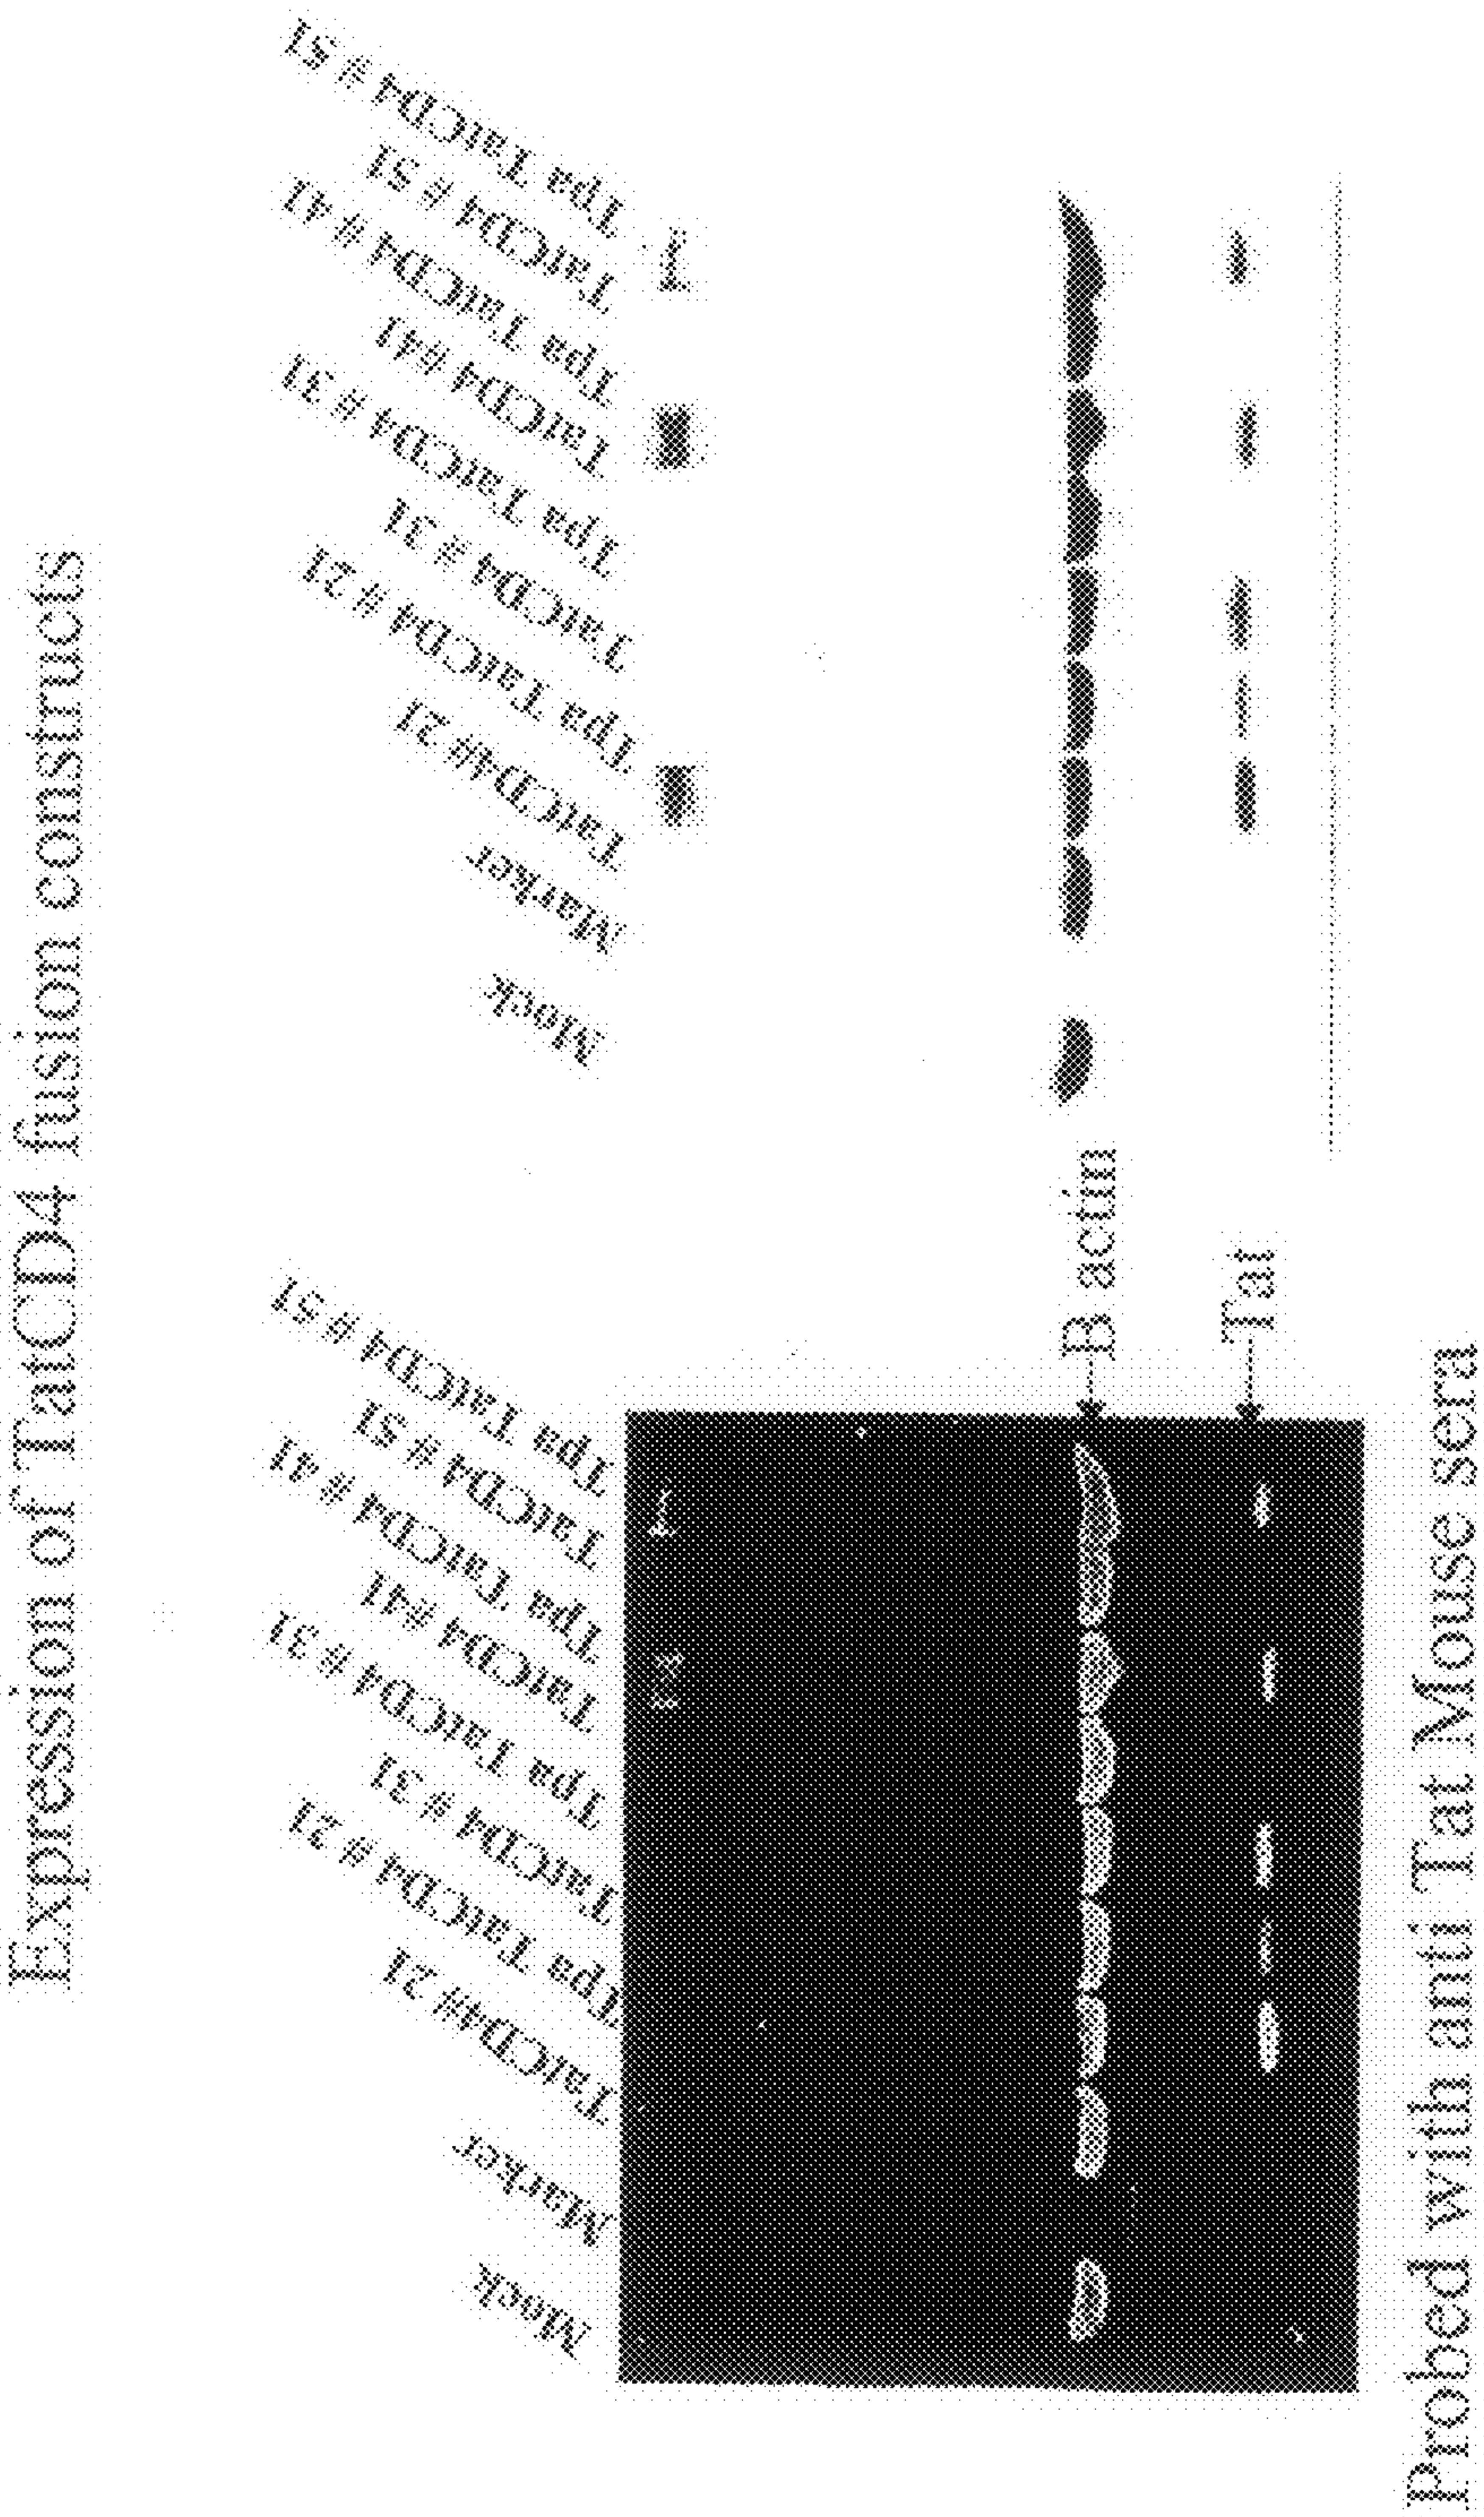 Expression of TatCD4 fusion constructs
Mock
Marker
TatCD4# 21
Tpa TatCD4 # 21
TatCD4 # 31
Tpa TatCD4 # 31
TatCD4 #41
Tpa TatCD4 # 41
TatCD4 # 51
Tpa TatCD4 # 51
Mock
Marker
TatCD4# 21
Tpa TatCD4 # 21
TatCD4 # 31
Tpa TatCD4 # 31
TatCD4 #41
Tpa TatCD4 # 41
TatCD4 # 51
Tpa TatCD4 # 51
B actin
Tat
Probed with anti Tat Mouse sera